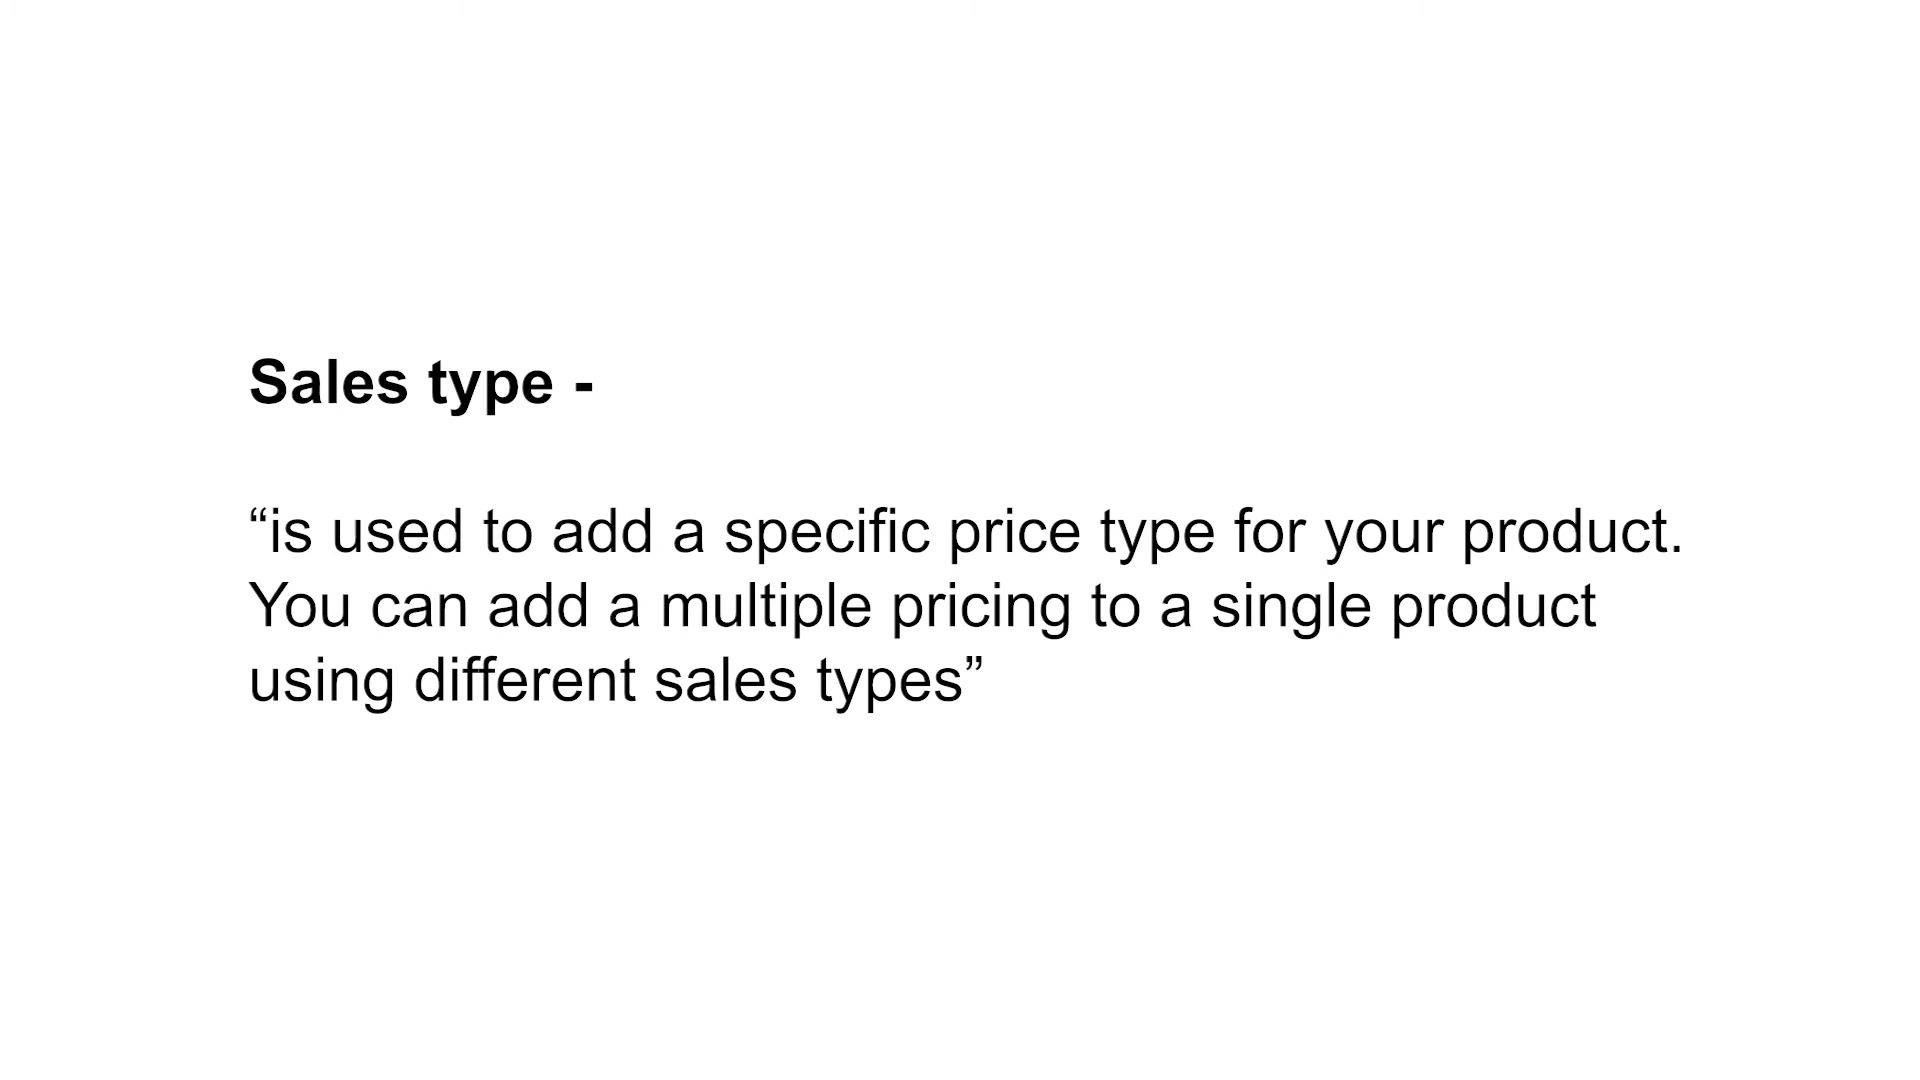 Sales type -
“is used to add a specific price type for your product.
You can add a multiple pricing to a single product
using different sales types”